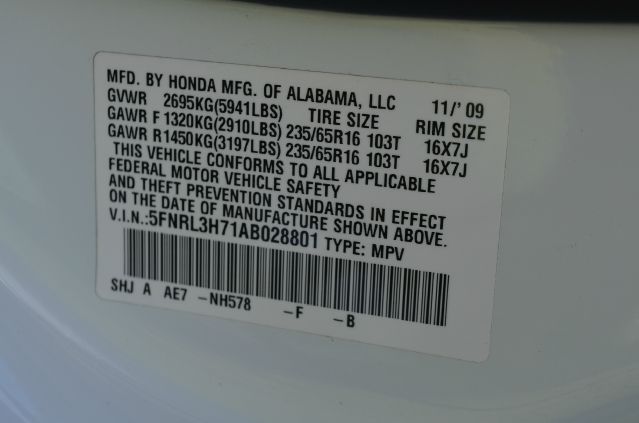 MFD. BY HONDA MFG. OF ALABAMA, LLC 11/'09
GVWR 2695KG(5941LBS) TIRE SIZE RIM SIZE
GAWR F 1320KG(2910LBS) 235/65R16 103T 16X7J
GAWR R1450KG(3197LBS) 235/65R16 103T 16X7J
THIS VEHICLE CONFORMS TO ALL APPLICABLE
FEDERAL MOTOR VEHICLE SAFETY
AND THEFT PREVENTION STANDARDS IN EFFECT
ON THE DATE OF MANUFACTURE SHOWN ABOVE.
V.I.N.:5FNRL3H71AB028801 TYPE: MPV
SHJ A AE7 -NH578 -F -B